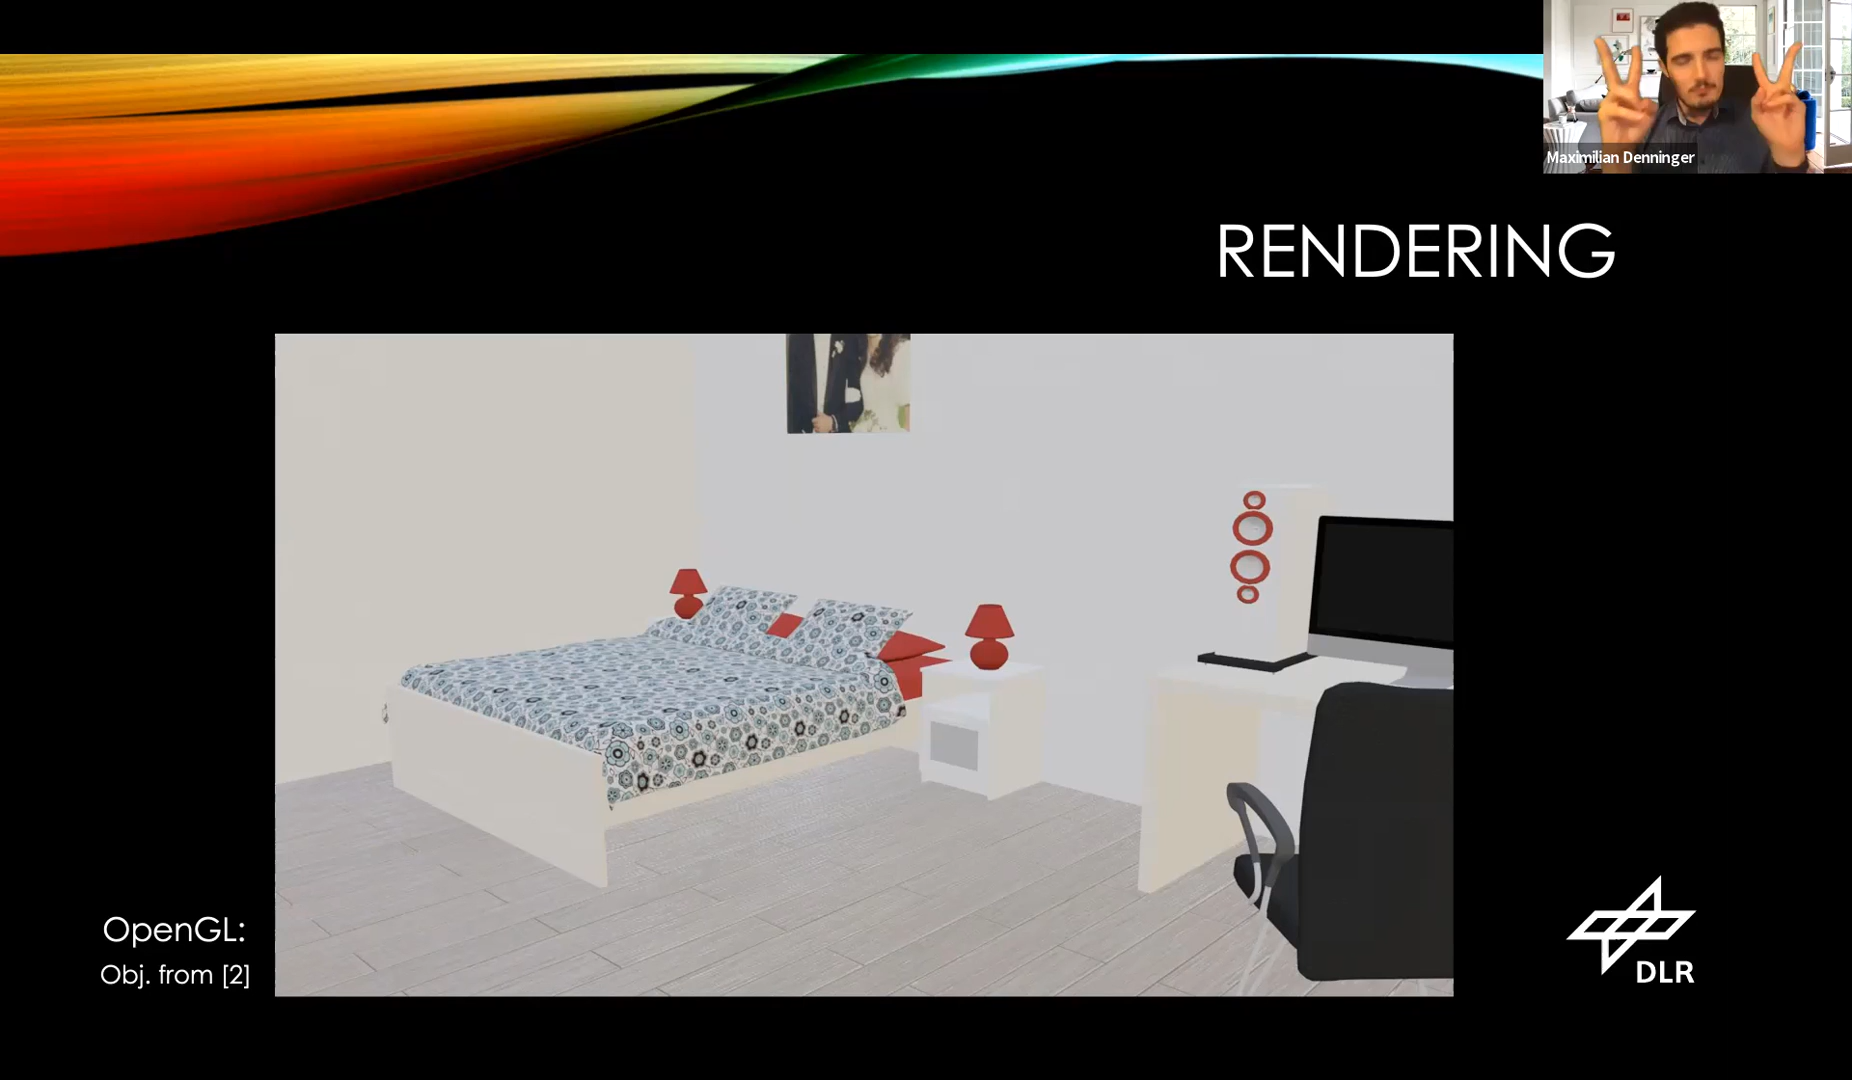 Maximilian Denninger
RENDERING
OpenGL:
Obj. from [2]
DLR